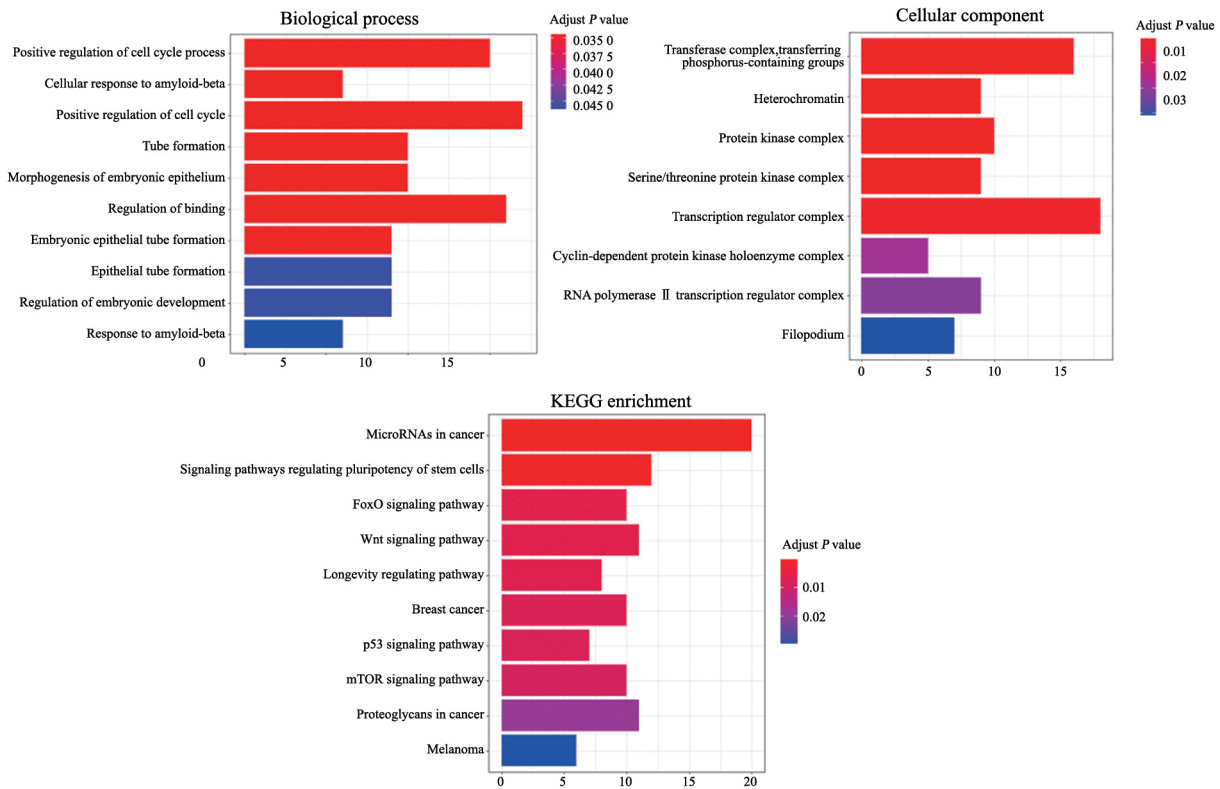 Biological process
Adjust P value
Positive regulation of cell cycle process
Cellular response to amyloid-beta
Positive regulation of cell cycle
Tube formation
Morphogenesis of embryonic epithelium
Regulation of binding
Embryonic epithelial tube formation
Epithelial tube formation
Regulation of embryonic development
Response to amyloid-beta
0.035 0
0.037 5
0.040 0
0.042 5
0.045 0
0 5 10 15
Cellular component
Adjust P value
Transferase complex,transferring
phosphorus-containing groups
Heterochromatin
Protein kinase complex
Serine/threonine protein kinase complex
Transcription regulator complex
Cyclin-dependent protein kinase holoenzyme complex
RNA polymerase Ⅱ transcription regulator complex
Filopodium
0.01
0.02
0.03
0 5 10 15
KEGG enrichment
MicroRNAs in cancer
Signaling pathways regulating pluripotency of stem cells
FoxO signaling pathway
Wnt signaling pathway
Longevity regulating pathway
Breast cancer
p53 signaling pathway
mTOR signaling pathway
Proteoglycans in cancer
Melanoma
Adjust P value
0.01
0.02
0 5 10 15 20